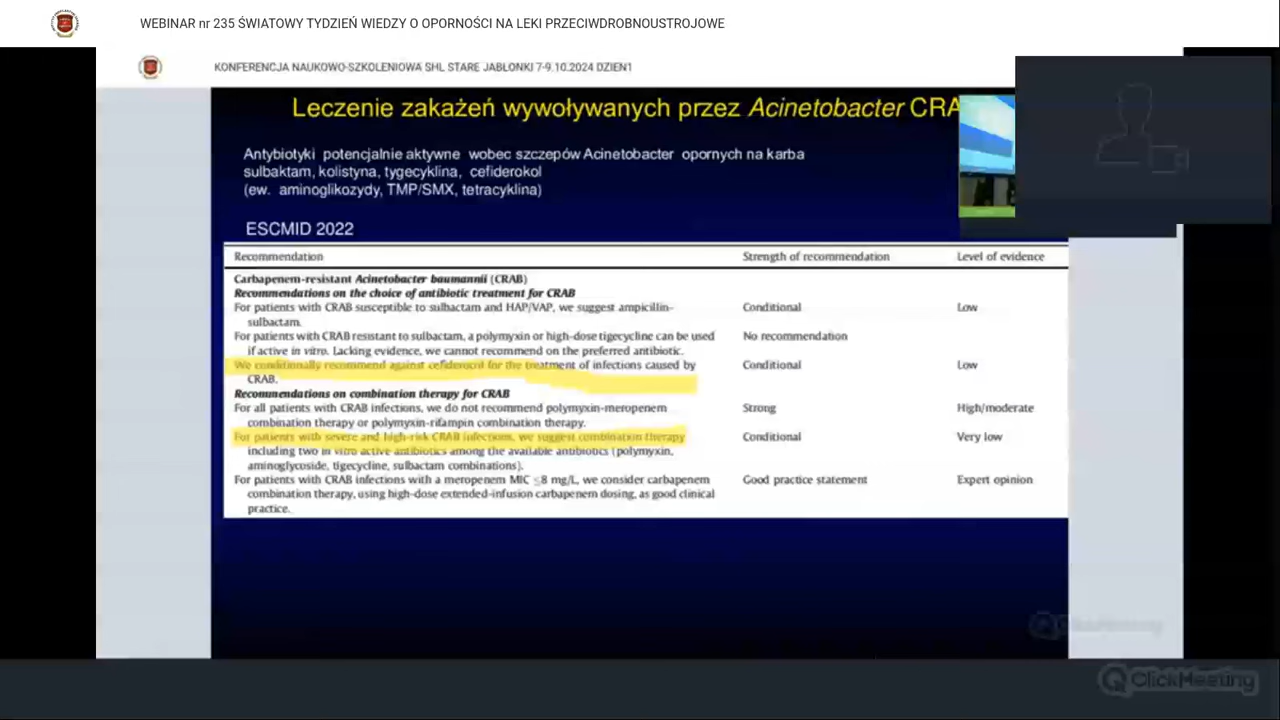 WEBINAR nr 235 ŚWIATOWY TYDZIEŃ WIEDZY O OPORNOŚCI NA LEKI PRZECIWDROBNOUSTROJOWE
KONFERENCJA NAUKOWO-SZKOLENIOWA SHL STARE JABŁONKI 7-9.10.2024 DZIEŃ1
Leczenie zakażeń wywoływanych przez Acinetobacter CRA
Antybiotyki potencjalnie aktywne wobec szczepów Acinetobacter opornych na karba
sulbaktam, kolistyna, tygecyklina, cefiderokol
(ew. aminoglikozydy, TMP/SMX, tetracyklina)
ESCMID 2022
Recommendation Strength of recommendation Level of evidence
Carbapenem-resistant Acinetobacter baumannii (CRAB)
Recommendations on the choice of antibiotic treatment for CRAB
For patients with CRAB susceptible to sulbactam and HAP/VAP, we suggest ampicillin- Conditional Low
sulbactam.
For patients with CRAB resistant to sulbactam, a polymyxin or high-dose tigecycline can be used No recommendation
if active in vitro. Lacking evidence, we cannot recommend on the preferred antibiotic.
We conditionally recommend against cefiderocol for the treatment of infections caused by Conditional Low
CRAB.
Recommendations on combination therapy for CRAB
For all patients with CRAB infections, we do not recommend polymyxin-meropenem Strong High/moderate
combination therapy or polymyxin-rifampin combination therapy.
For patients with severe and high-risk CRAB infections, we suggest combination therapy Conditional Very low
including two in vitro active antibiotics among the available antibiotics (polymyxin,
aminoglycoside, tigecycline, sulbactam combinations).
For patients with CRAB infections with a meropenem MIC ≤8 mg/L, we consider carbapenem Good practice statement Expert opinion
combination therapy, using high-dose extended-infusion carbapenem dosing, as good clinical
practice.
ClickMeeting
ClickMeeting